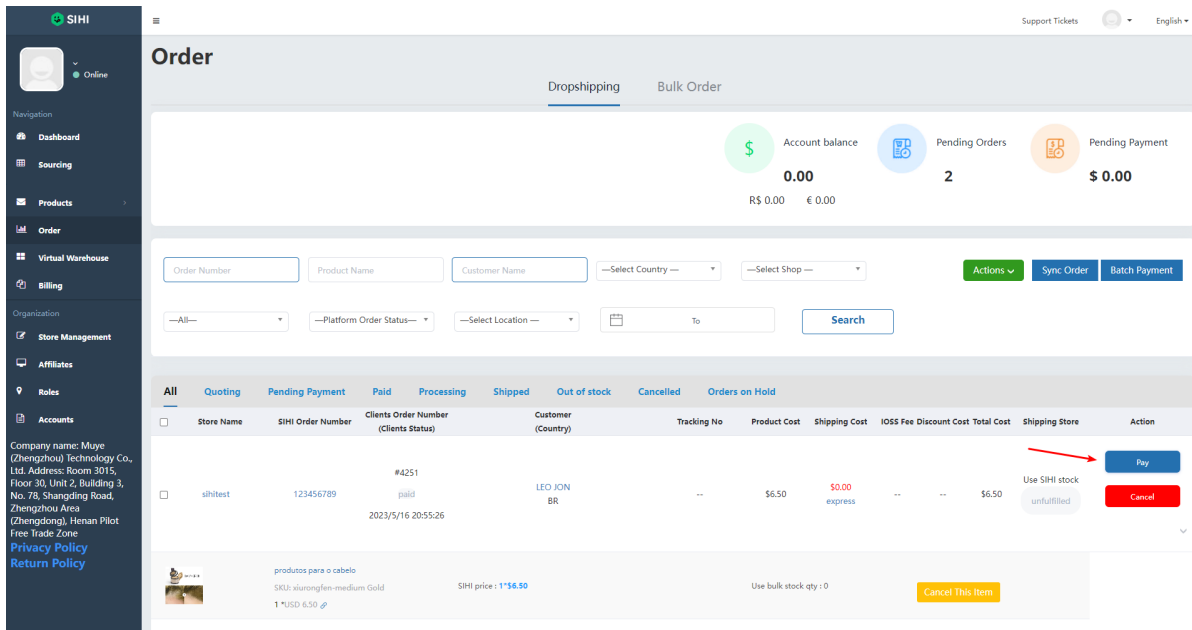 SIHI
Support Tickets
English
Online
Navigation
Dashboard
Sourcing
Products
Order
Virtual Warehouse
Billing
Organization
Store Management
Affiliates
Roles
Accounts
Company name: Muye
(Zhengzhou) Technology Co.,
Ltd. Address: Room 3015,
Floor 30, Unit 2, Building 3,
No. 78, Shangding Road,
Zhengzhou Area
(Zhengdong), Henan Pilot
Free Trade Zone
Privacy Policy
Return Policy
Order
Dropshipping Bulk Order
$ Account balance Pending Orders Pending Payment
0.00 2 $ 0.00
R$ 0.00 € 0.00
Order Number Product Name Customer Name —Select Country — —Select Shop — Actions Sync Order Batch Payment
—All— —Platform Order Status— —Select Location — To Search
All Quoting Pending Payment Paid Processing Shipped Out of stock Cancelled Orders on Hold
Store Name SIHI Order Number Clients Order Number Customer Tracking No Product Cost Shipping Cost IOSS Fee Discount Cost Total Cost Shipping Store Action
(Clients Status) (Country)
Pay
#4251
Use SIHI stock
sihitest 123456789 paid LEO JON -- $6.50 $0.00 -- -- $6.50 unfulfilled Cancel
BR express
2023/5/16 20:55:26
produtos para o cabelo
SKU: xiurongfen-medium Gold SIHI price : 1*$6.50 Use bulk stock qty : 0 Cancel This Item
1 *USD 6.50